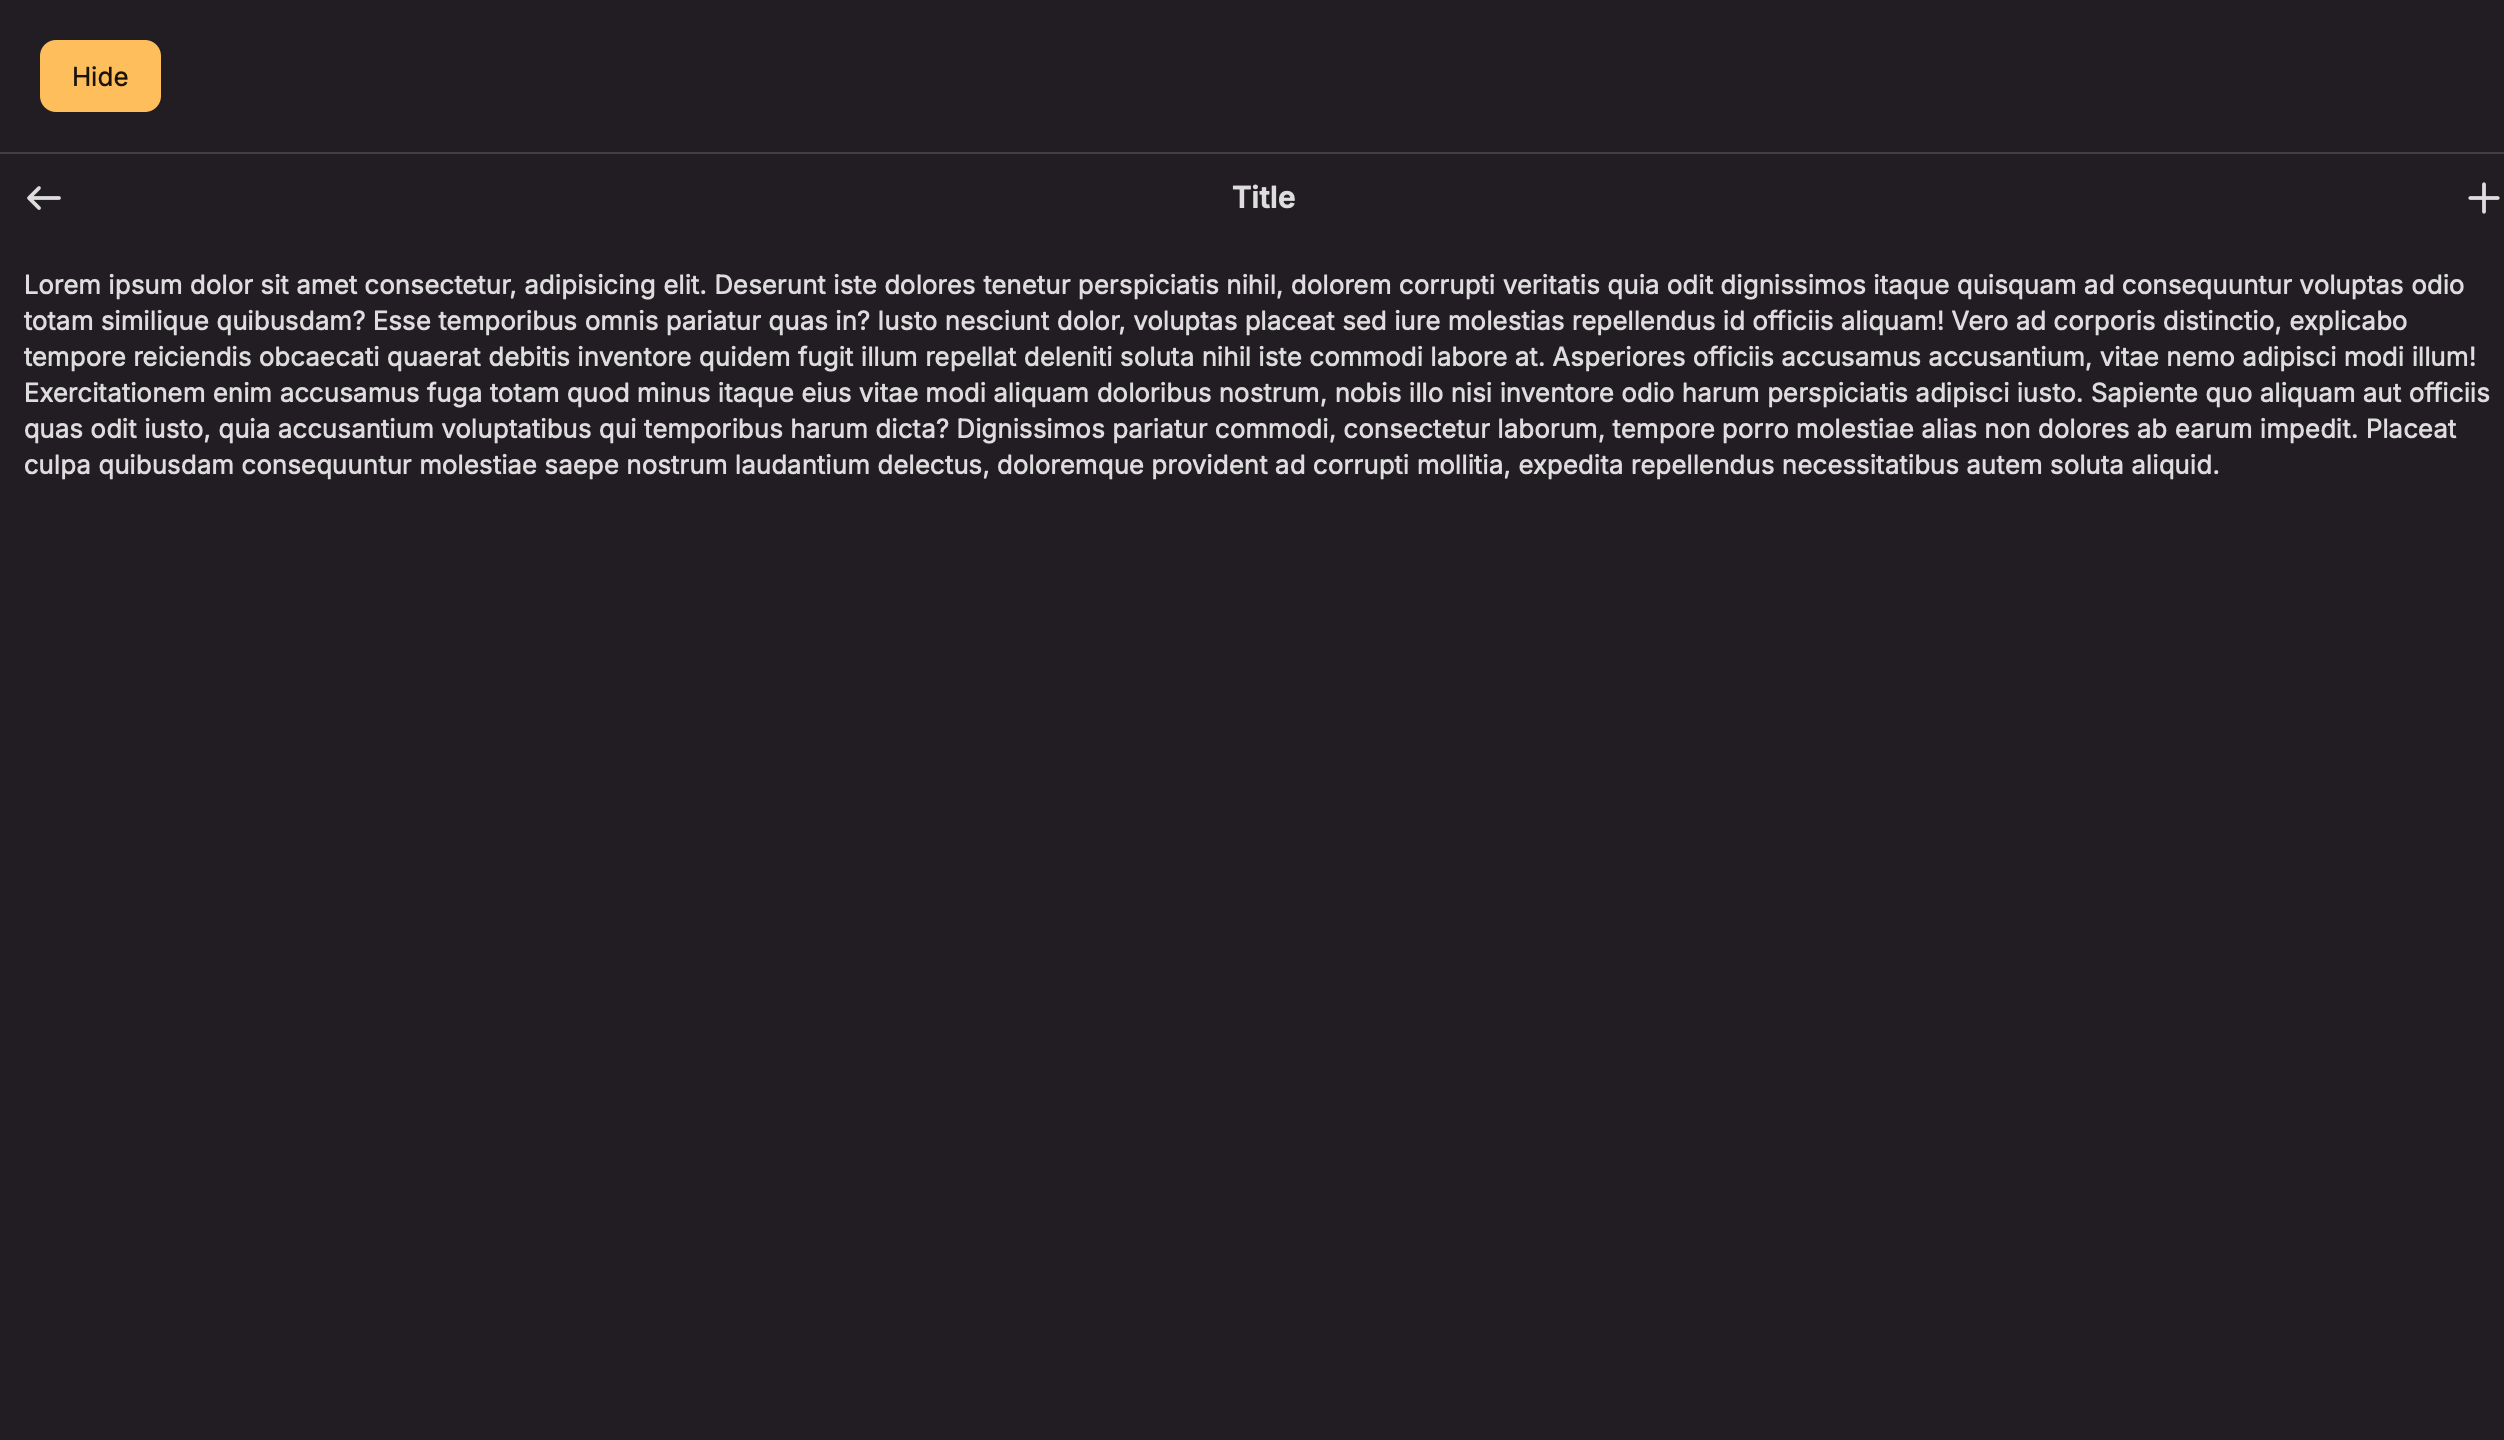 Hide
Title
Lorem ipsum dolor sit amet consectetur, adipisicing elit. Deserunt iste dolores tenetur perspiciatis nihil, dolorem corrupti veritatis quia odit dignissimos itaque quisquam ad consequuntur voluptas odio
totam similique quibusdam? Esse temporibus omnis pariatur quas in? Iusto nesciunt dolor, voluptas placeat sed iure molestias repellendus id officiis aliquam! Vero ad corporis distinctio, explicabo
tempore reiciendis obcaecati quaerat debitis inventore quidem fugit illum repellat deleniti soluta nihil iste commodi labore at. Asperiores officiis accusamus accusantium, vitae nemo adipisci modi illum!
Exercitationem enim accusamus fuga totam quod minus itaque eius vitae modi aliquam doloribus nostrum, nobis illo nisi inventore odio harum perspiciatis adipisci iusto. Sapiente quo aliquam aut officiis
quas odit iusto, quia accusantium voluptatibus qui temporibus harum dicta? Dignissimos pariatur commodi, consectetur laborum, tempore porro molestiae alias non dolores ab earum impedit. Placeat
culpa quibusdam consequuntur molestiae saepe nostrum laudantium delectus, doloremque provident ad corrupti mollitia, expedita repellendus necessitatibus autem soluta aliquid.